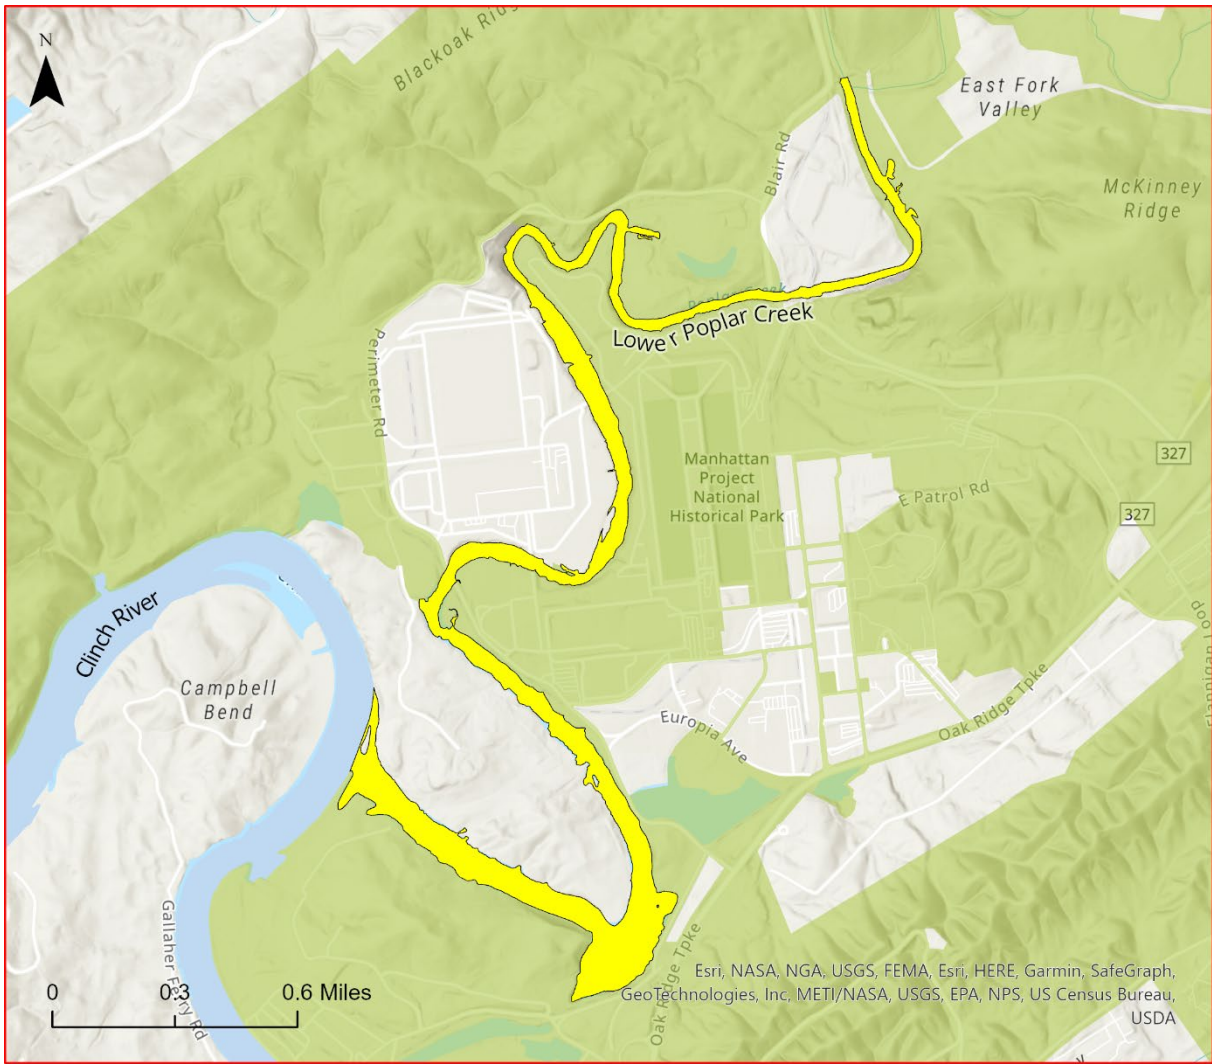 N
Blackoak Ridg
East Fork
Valley
Blair Rd
McKinney
Ridge
Lower Poplar Creek
Perimeter Rd
327
Manhattan
Project
National
Historical Park
E Patrol Rd
327
Clinch River
Campbell
Bend
Europia Ave
Oak Ridge Tpke
Gallaher Ferry Rd
Oak Ridge Tpke
0
0.3
0.6 Miles
Esri, NASA, NGA, USGS, FEMA, Esri, HERE, Garmin, SafeGraph,
GeoTechnologies, Inc, METI/NASA, USGS, EPA, NPS, US Census Bureau,
USDA